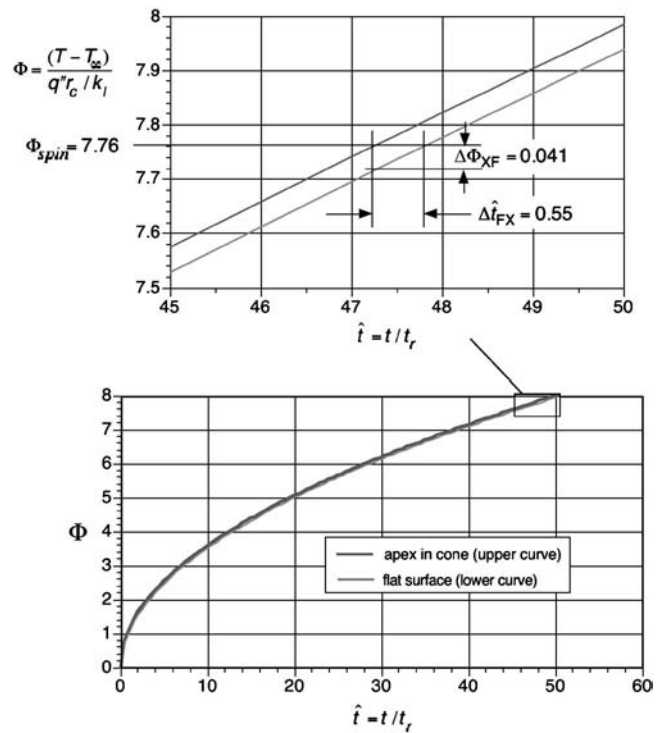 8
7.9
7.8
7.7
7.6
7.5
Φ = (T – T∞) / q"r_c / k_l
Φ_spin = 7.76
ΔΦ_XF = 0.041
Δt̂_FX = 0.55
45 46 47 48 49 50
t̂ = t/t_r
8
7
6
5
4
3
2
1
0
Φ
apex in cone (upper curve)
flat surface (lower curve)
0 10 20 30 40 50 60
t̂ = t/t_r